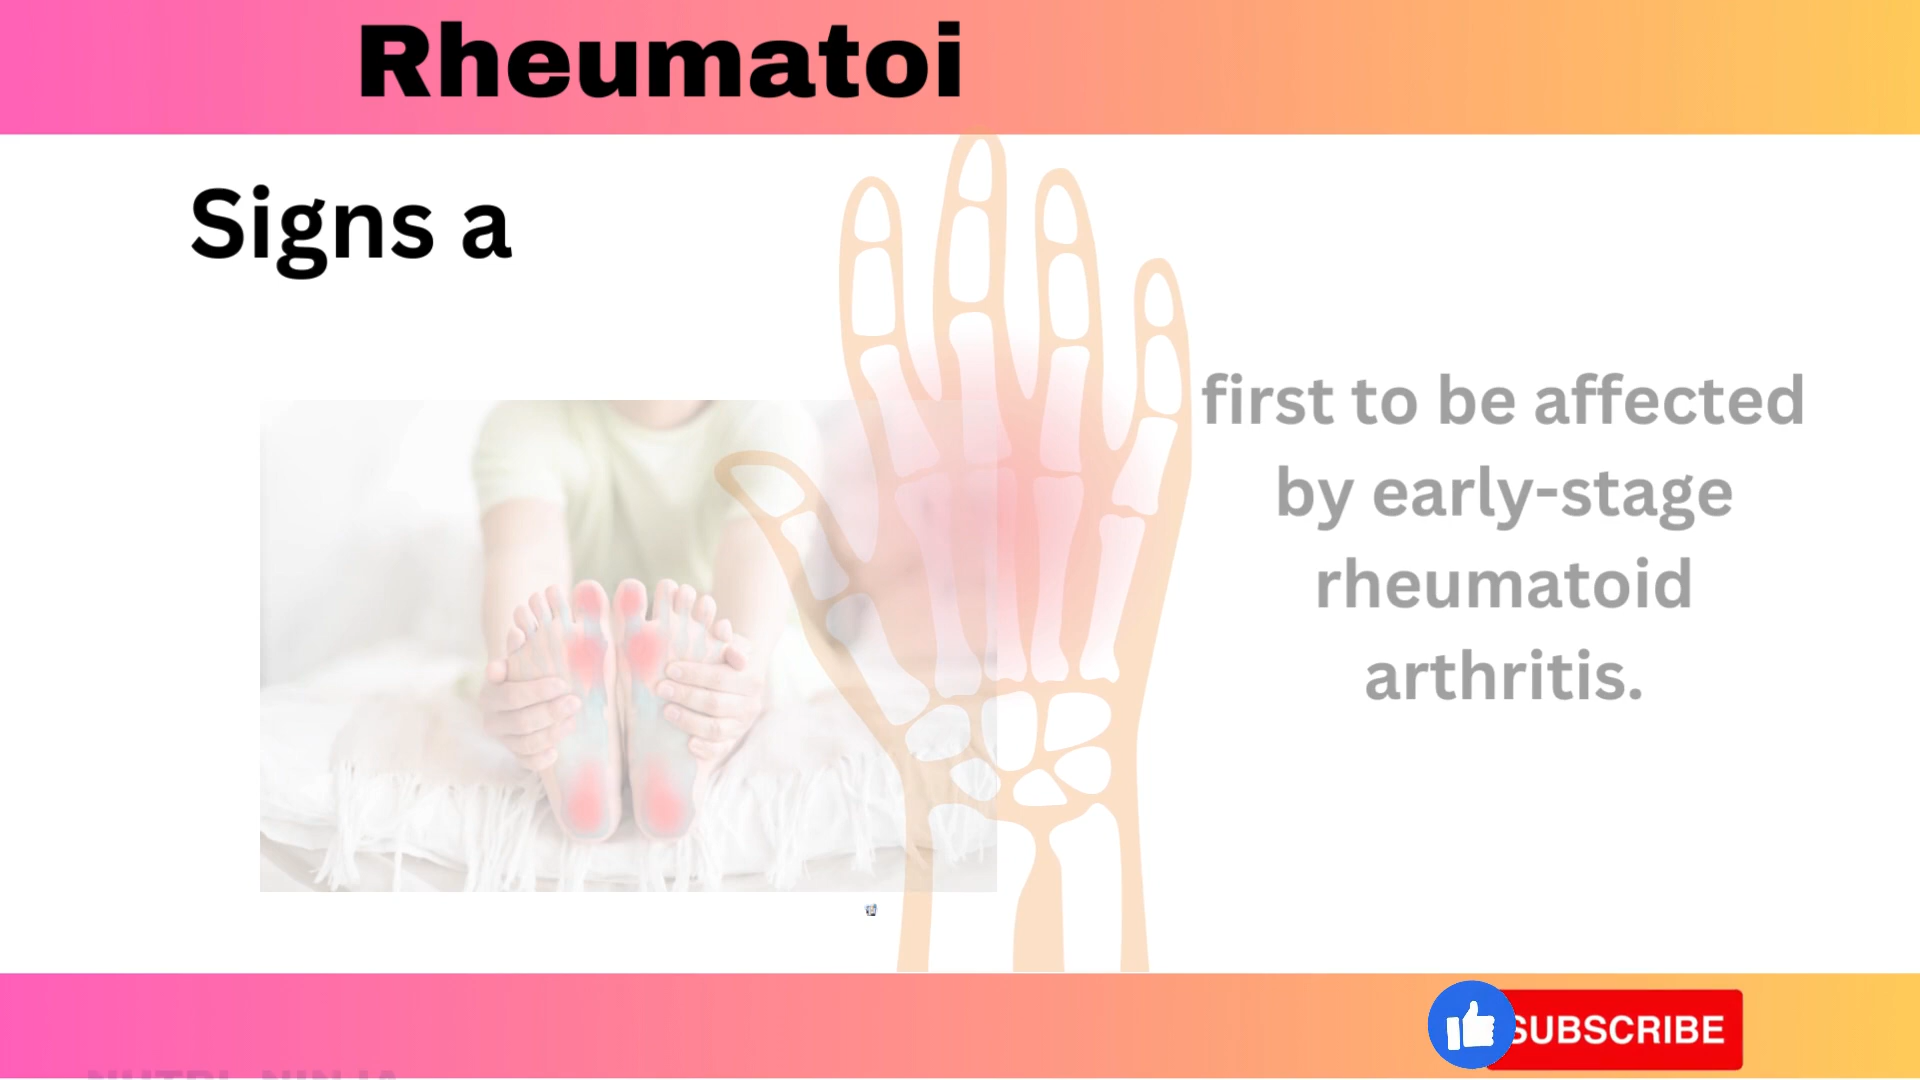 Rheumatoi
Signs a
first to be affected
by early-stage
rheumatoid
arthritis.
SUBSCRIBE